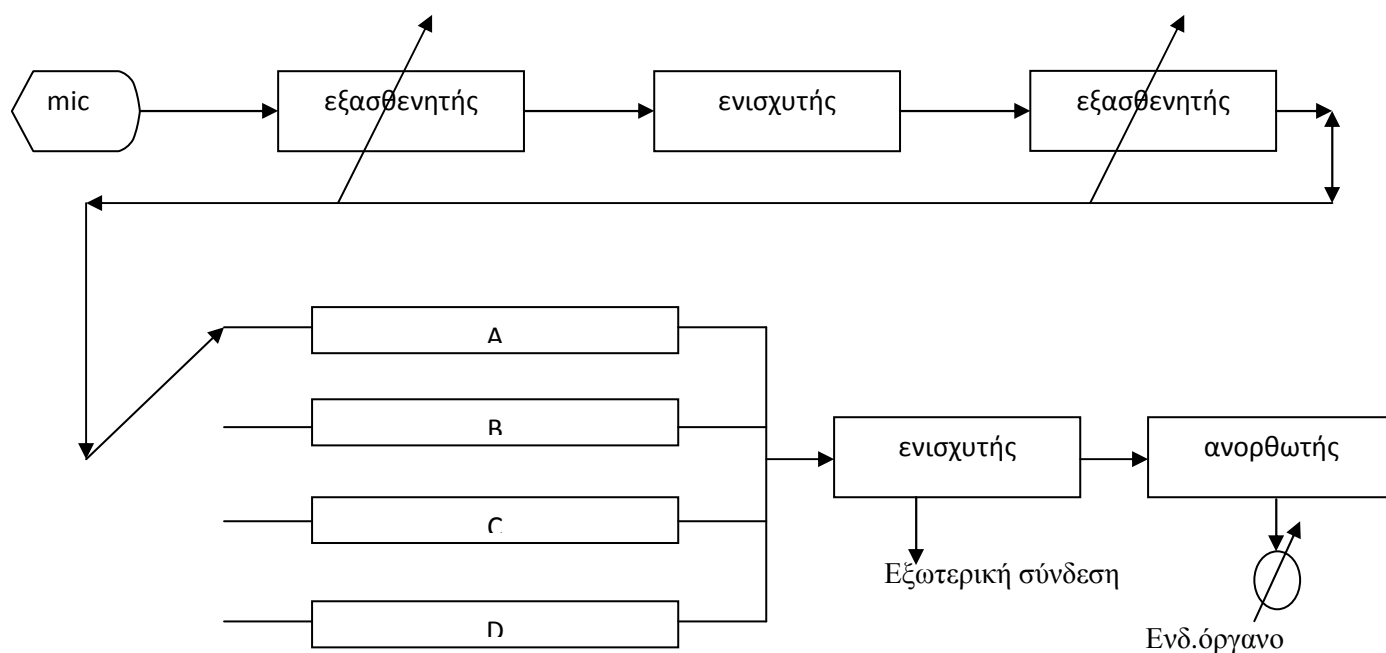 mic
εξασθενητής
ενισχυτής
εξασθενητής
A
B
C
D
ενισχυτής
ανορθωτής
Εξωτερική σύνδεση
Ενδ.όργανο